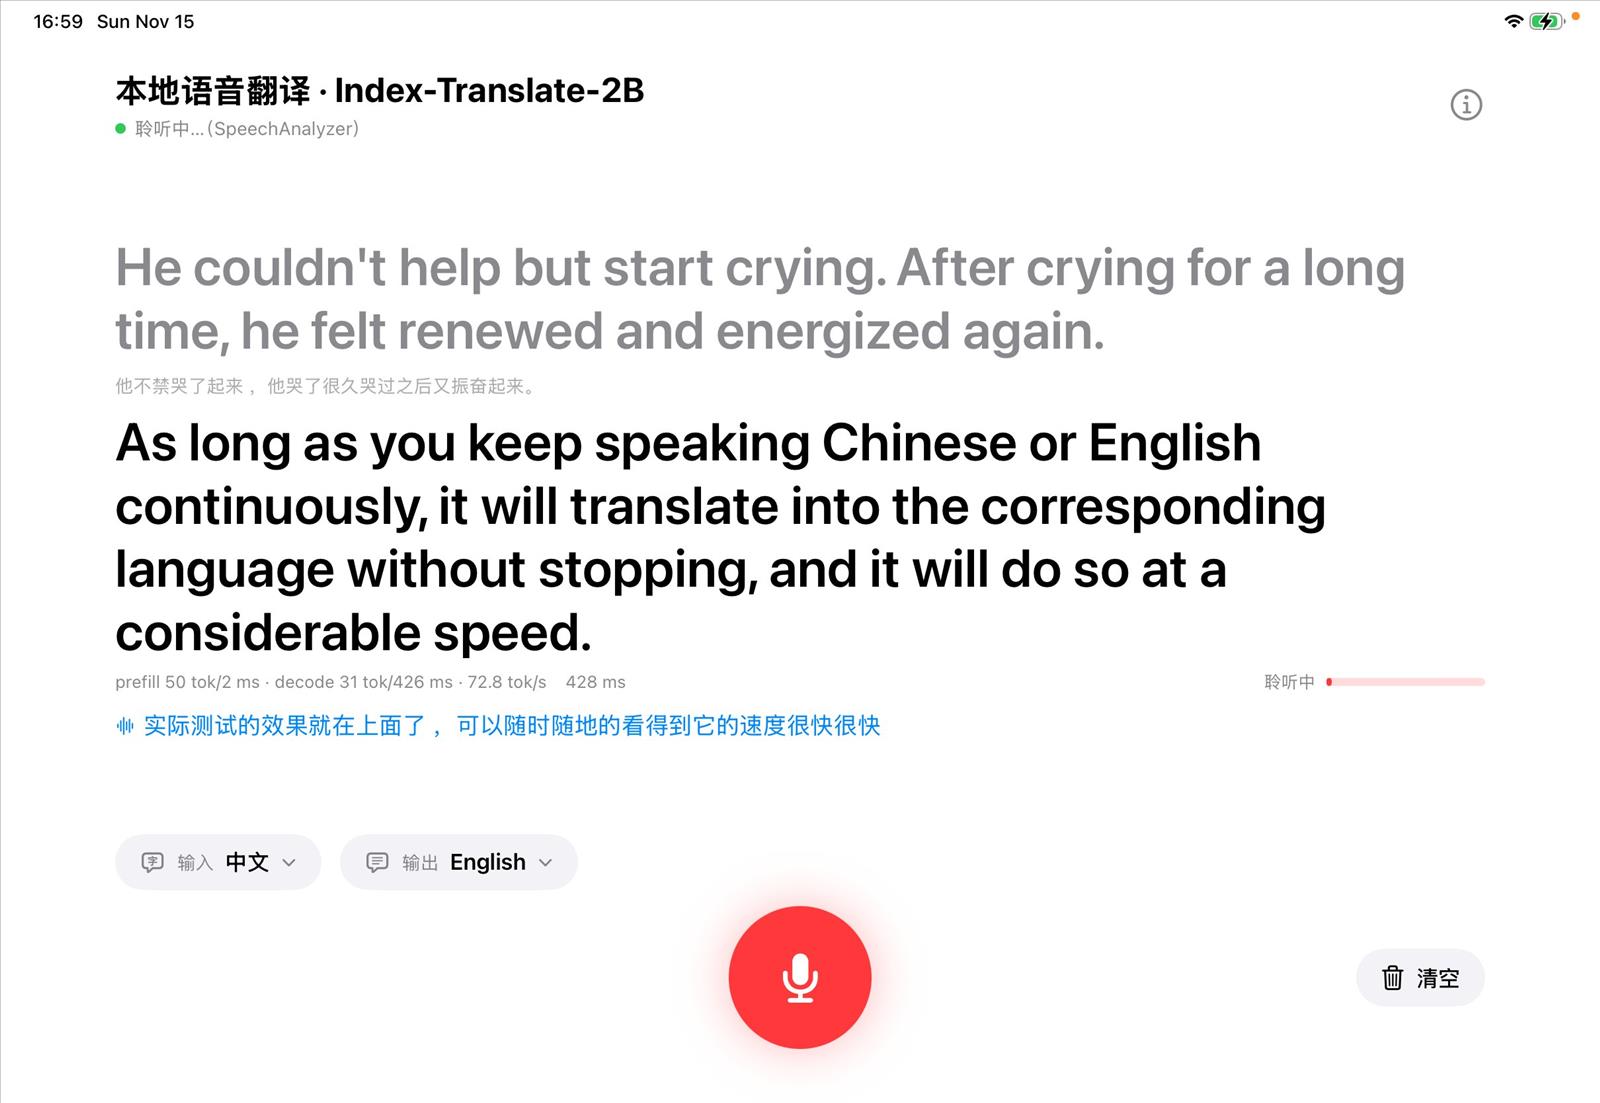 16:59 Sun Nov 15
本地语音翻译 · Index-Translate-2B
聆听中...(SpeechAnalyzer)
He couldn't help but start crying. After crying for a long
time, he felt renewed and energized again.
他不禁哭了起来，他哭了很久哭过之后又振奋起来。
As long as you keep speaking Chinese or English
continuously, it will translate into the corresponding
language without stopping, and it will do so at a
considerable speed.
prefill 50 tok/2 ms · decode 31 tok/426 ms · 72.8 tok/s 428 ms
聆听中
实际测试的效果就在上面了，可以随时随地的看得到它的速度很快很快
字 输入 中文
输出 English
清空